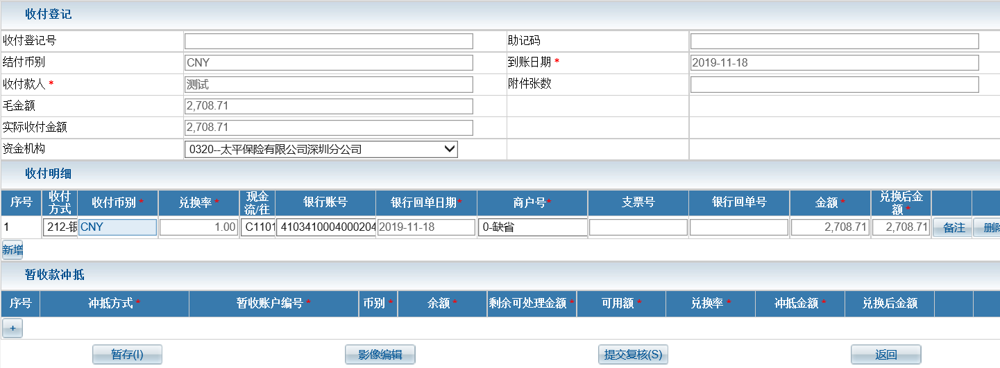 收付登记
收付登记号 助记码
结付币别 CNY 到账日期 * 2019-11-18
收付款人 * 测试 附件张数
毛金额 2,708.71
实际收付金额 2,708.71
资金机构 0320--太平保险有限公司深圳分公司
收付明细
序号 收付方式 收付币别 * 兑换率 * 现金流/往 银行账号 银行回单日期* 商户号* 支票号 银行回单号 金额 * 兑换后金额 *
1 212-银 CNY 1.00 C1101 4103410004000204 2019-11-18 0-缺省 2,708.71 2,708.71 备注 删除
新增
暂收款冲抵
序号 冲抵方式 * 暂收账户编号 * 币别 * 余额 * 剩余可处理金额 * 可用额 * 兑换率 * 冲抵金额 * 兑换后金额
+
暂存(I) 影像编辑 提交复核(S) 返回